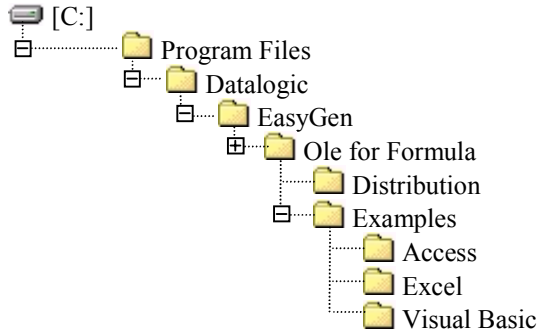 [C:]
Program Files
Datalogic
EasyGen
Ole for Formula
Distribution
Examples
Access
Excel
Visual Basic